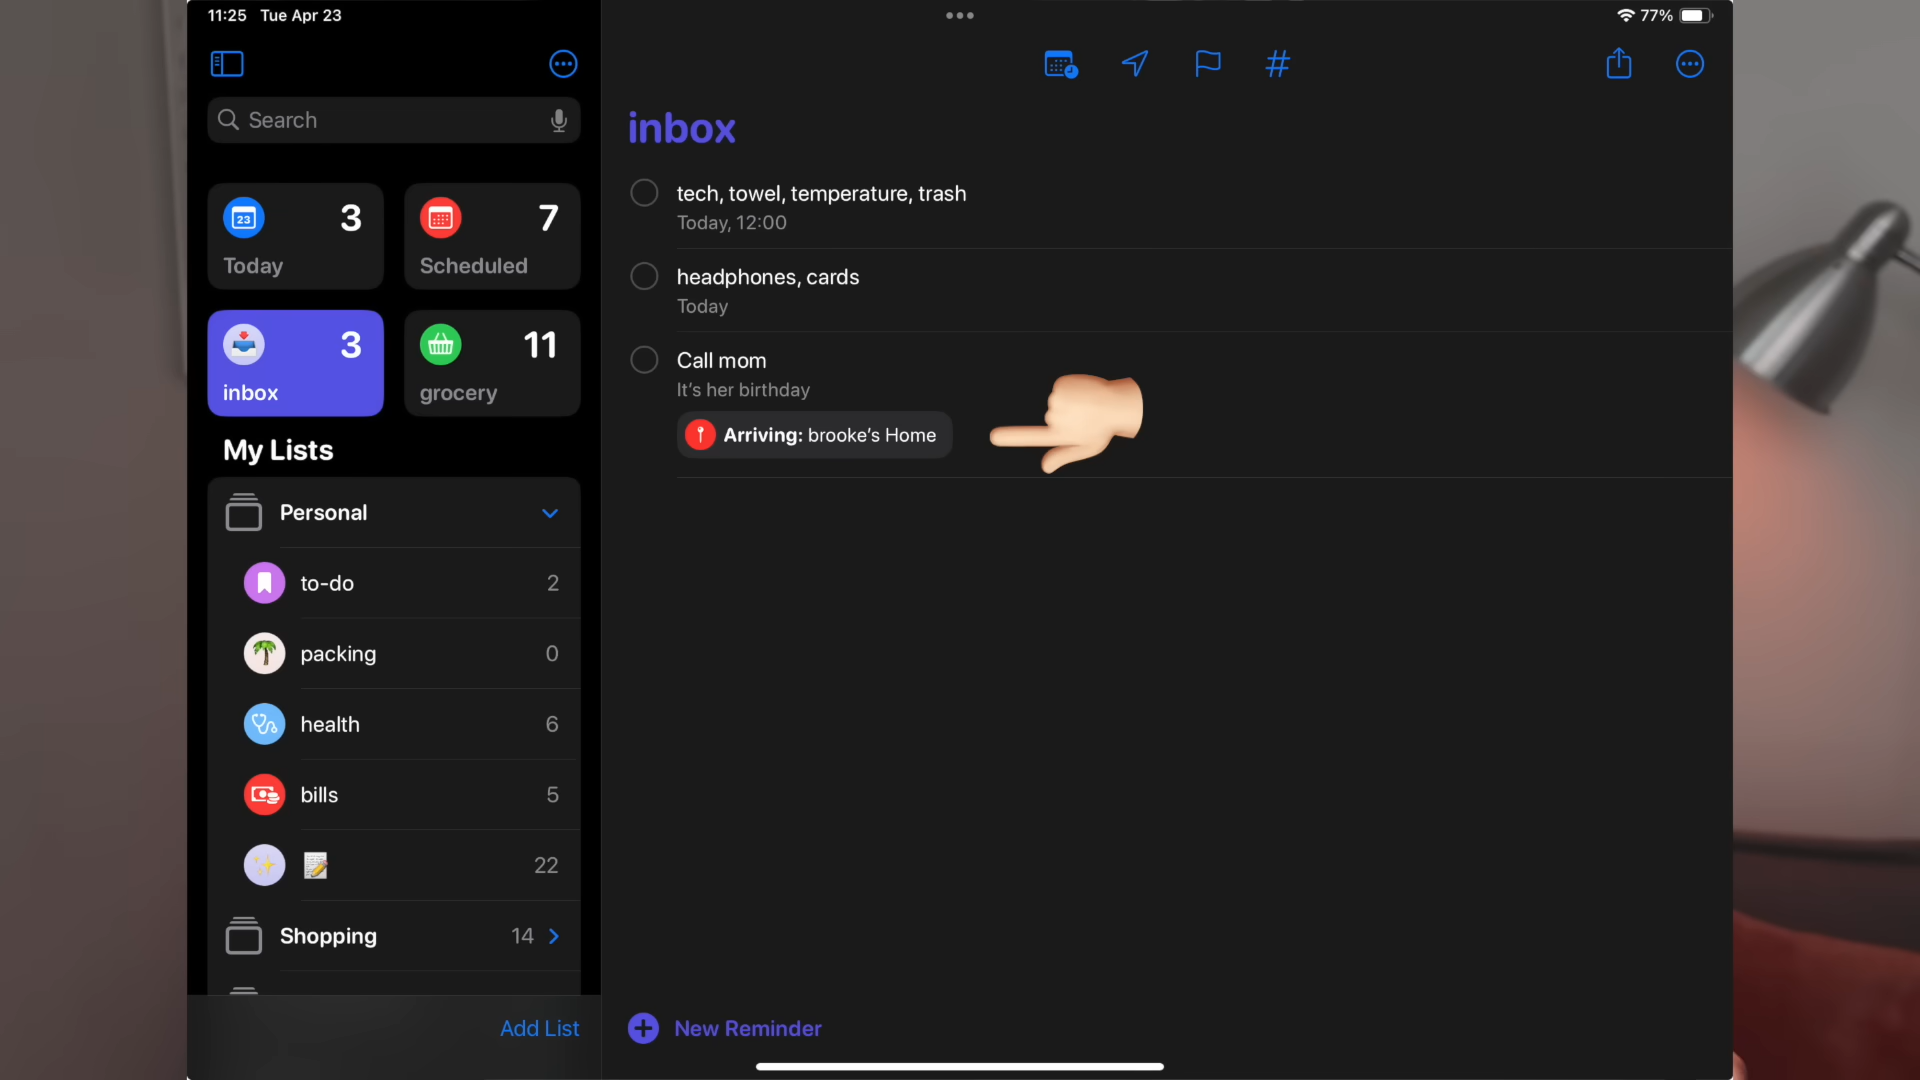 11:25 Tue Apr 23
77%
Search
23
3
Today
7
Scheduled
3
inbox
11
grocery
My Lists
Personal
to-do 2
packing 0
health 6
bills 5
22
Shopping 14
Add List
inbox
tech, towel, temperature, trash
Today, 12:00
headphones, cards
Today
Call mom
It's her birthday
Arriving: brooke's Home
New Reminder